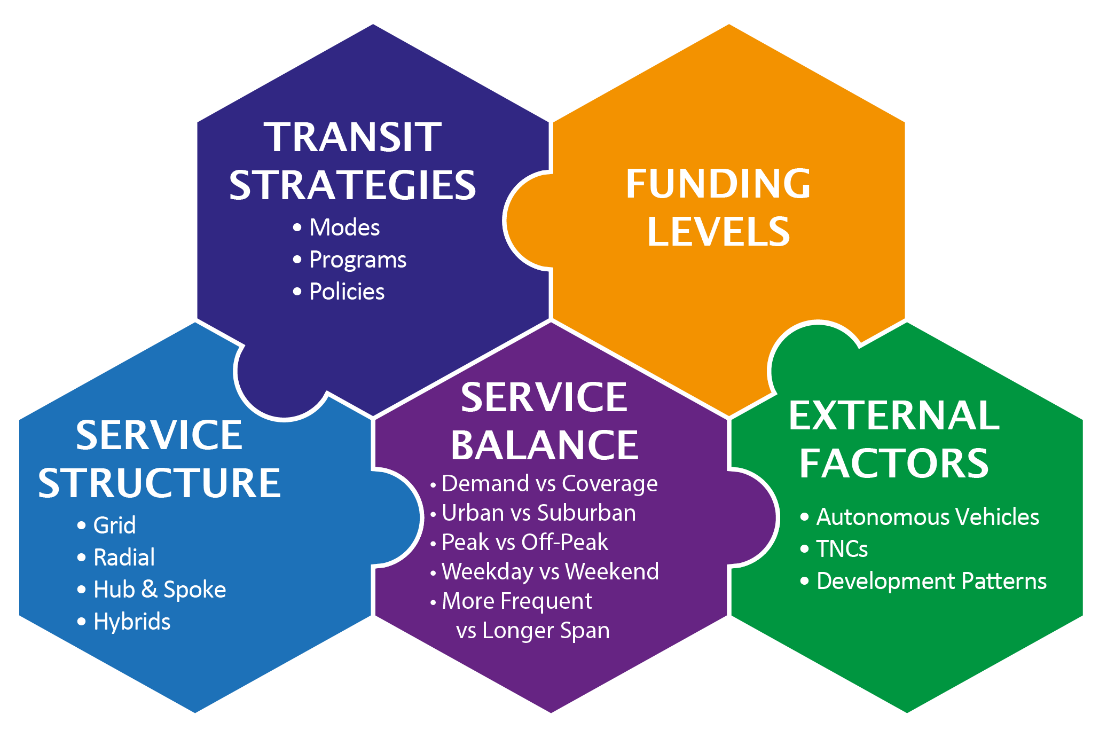 TRANSIT
STRATEGIES
• Modes
• Programs
• Policies
FUNDING
LEVELS
SERVICE
STRUCTURE
• Grid
• Radial
• Hub & Spoke
• Hybrids
SERVICE
BALANCE
• Demand vs Coverage
• Urban vs Suburban
• Peak vs Off-Peak
• Weekday vs Weekend
• More Frequent
vs Longer Span
EXTERNAL
FACTORS
• Autonomous Vehicles
• TNCs
• Development Patterns